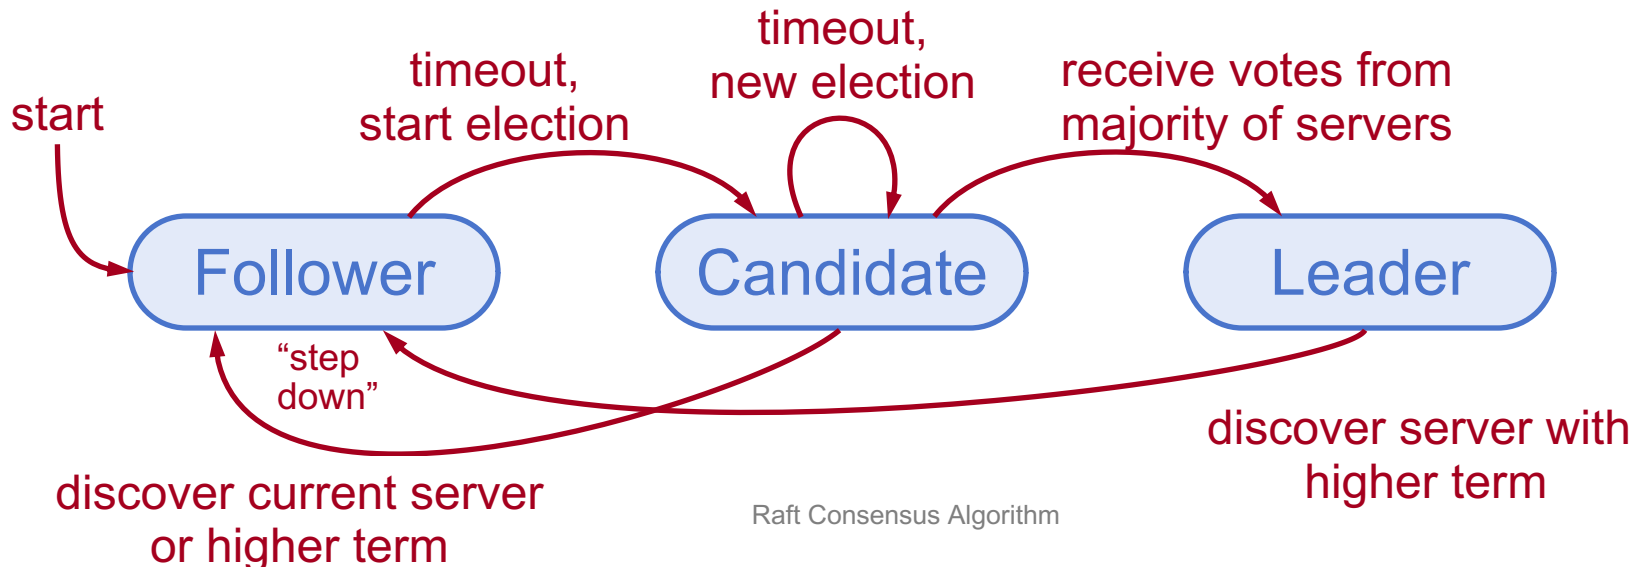 start
timeout,
start election
timeout,
new election
receive votes from
majority of servers
Follower
Candidate
Leader
“step
down”
discover current server
or higher term
discover server with
higher term
Raft Consensus Algorithm